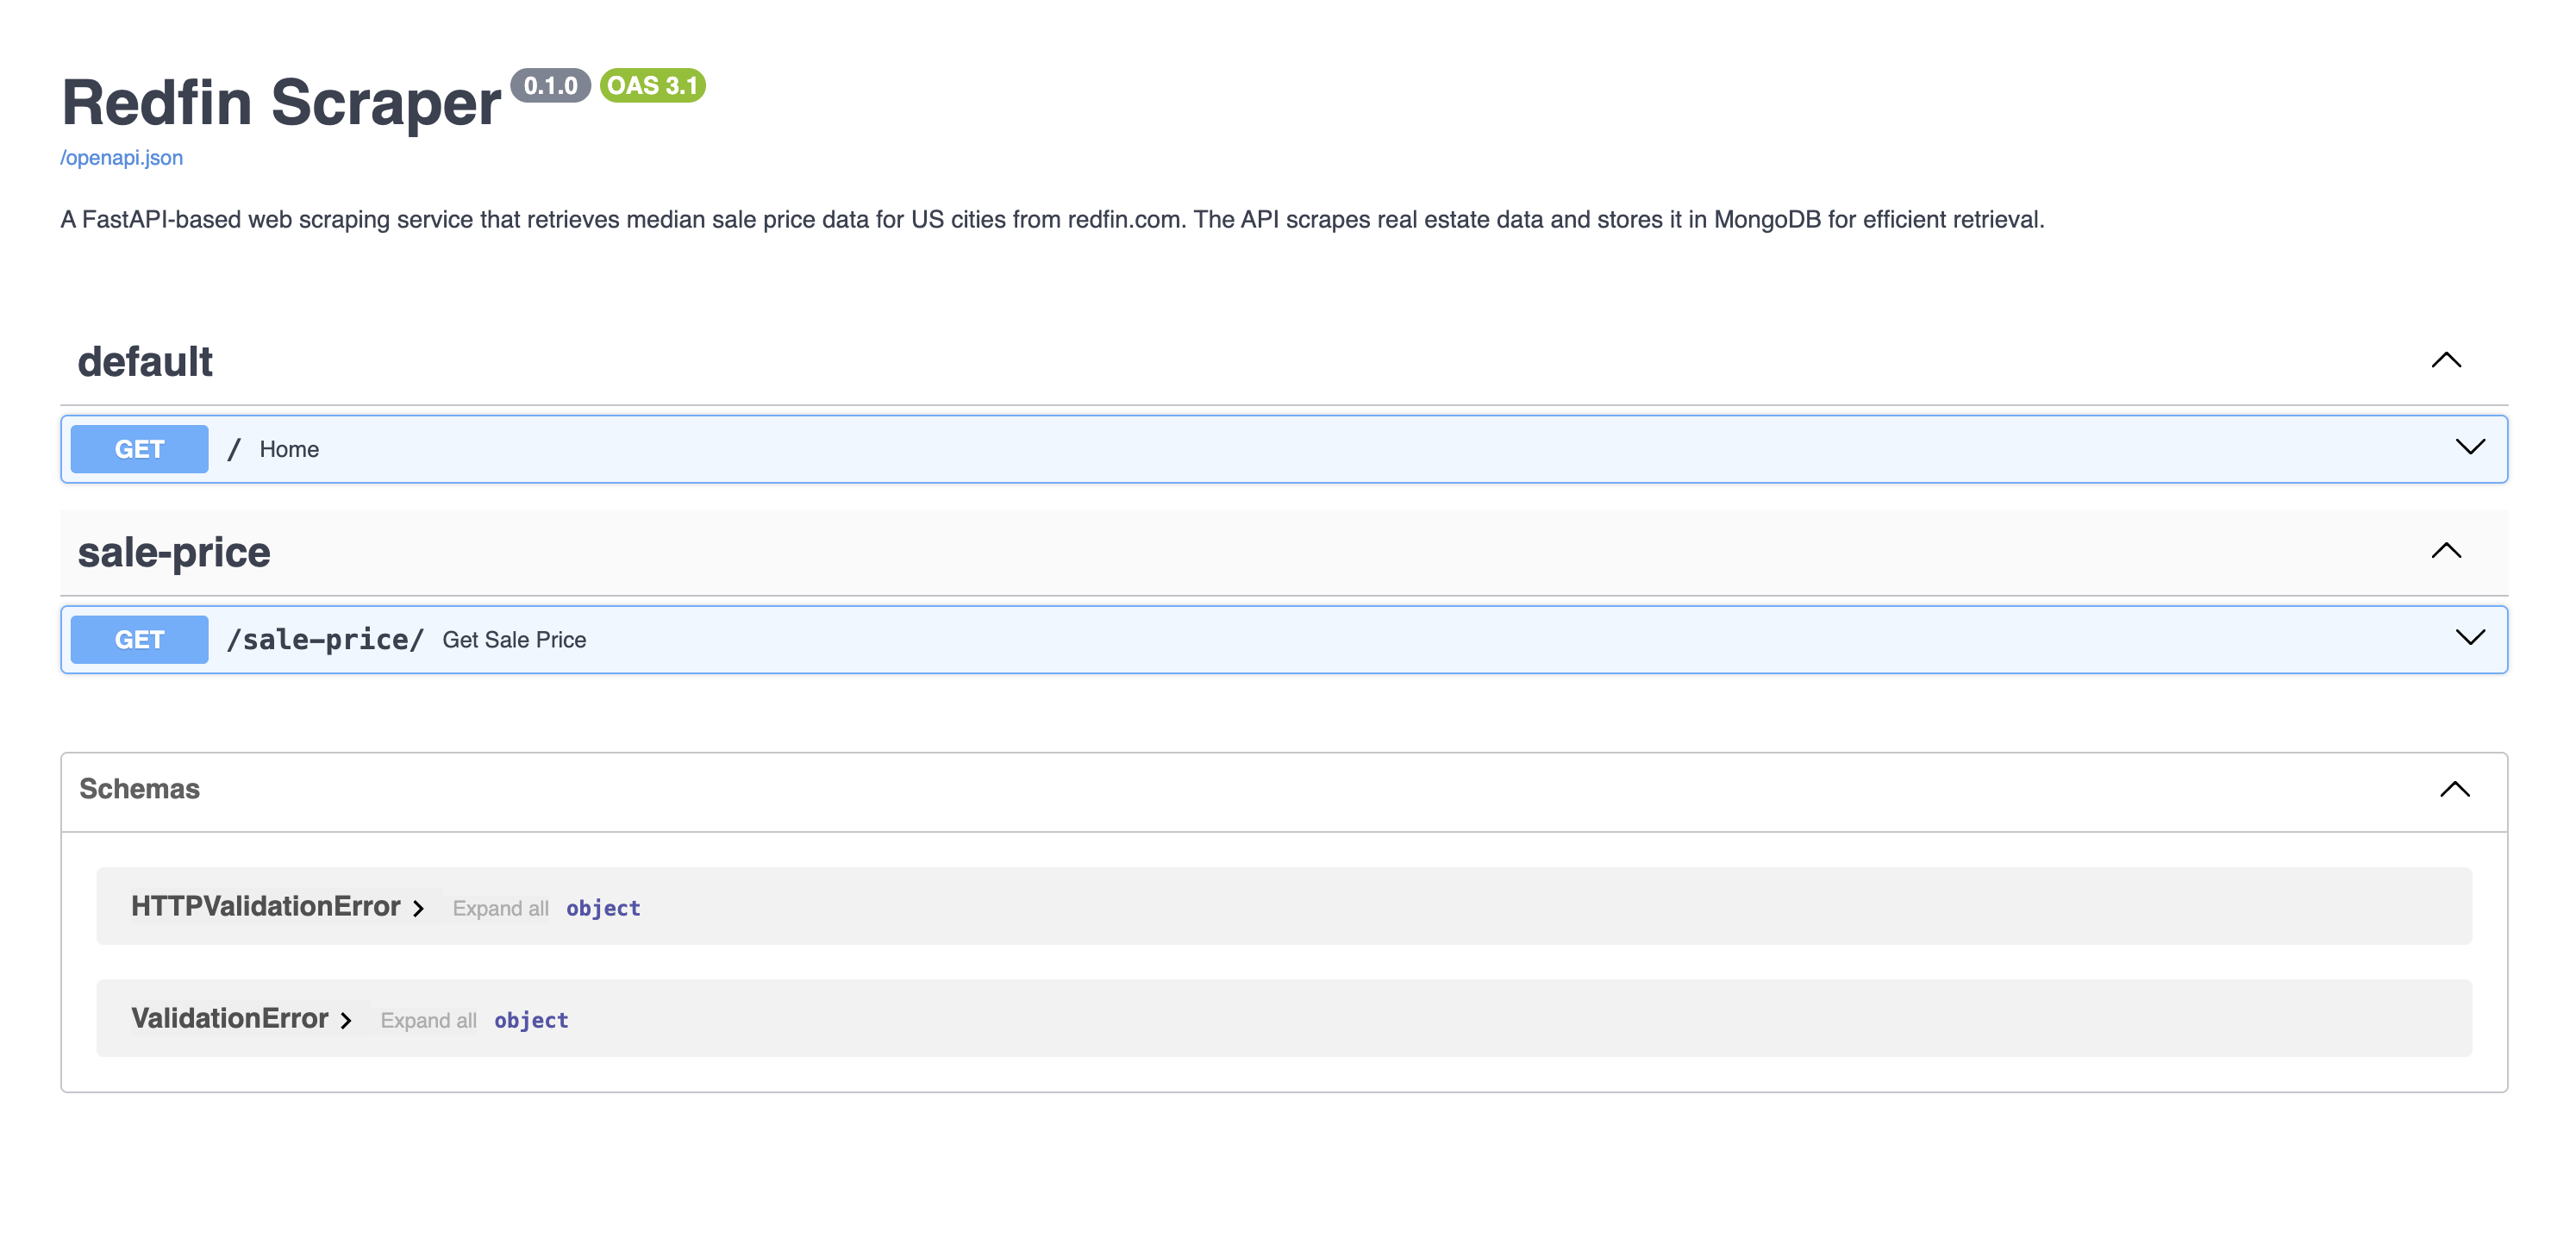 Redfin Scraper 0.1.0 OAS 3.1
/openapi.json
A FastAPI-based web scraping service that retrieves median sale price data for US cities from redfin.com. The API scrapes real estate data and stores it in MongoDB for efficient retrieval.
default
GET / Home
sale-price
GET /sale-price/ Get Sale Price
Schemas
HTTPValidationError Expand all object
ValidationError Expand all object